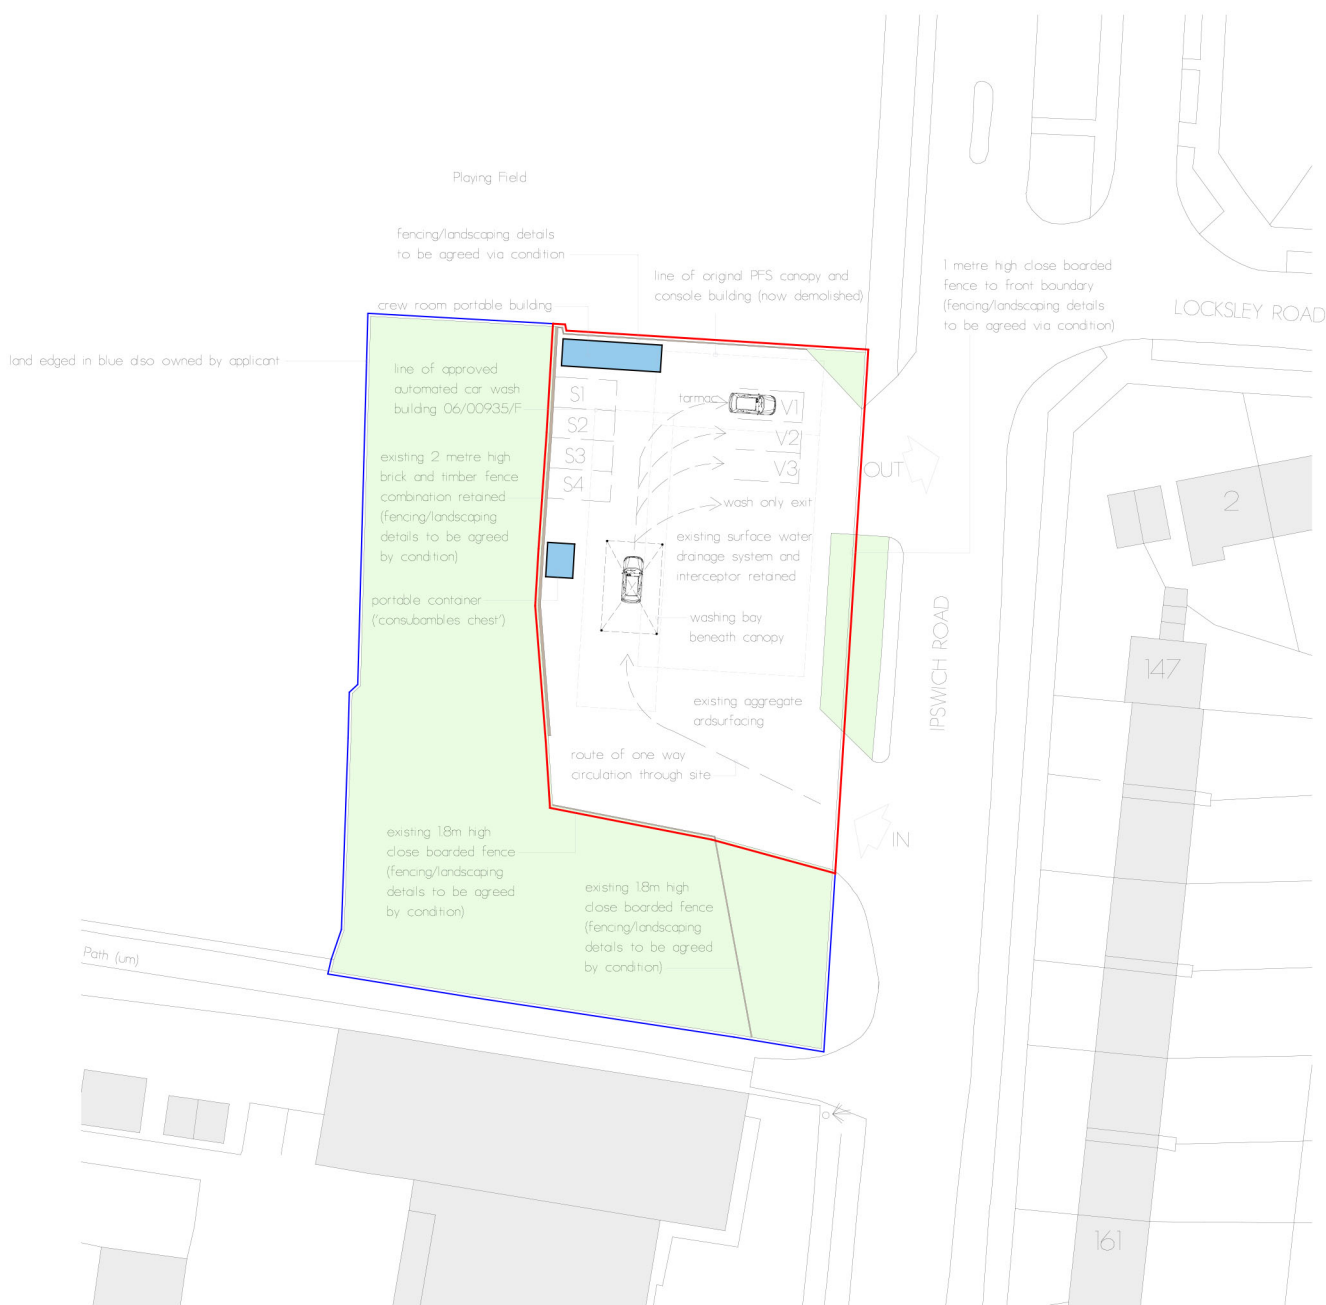 Playing Field
fencing/landscaping details
to be agreed via condition
line of original PFS canopy and
console building (now demolished)
1 metre high close boarded
fence to front boundary
(fencing/landscaping details
to be agreed via condition)
LOCKSLEY ROAD
crew room portable building
land edged in blue also owned by applicant
line of approved
automated car wash
building 06/00935/F
existing 2 metre high
brick and timber fence
combination retained
(fencing/landscaping
details to be agreed
by condition)
portable container
('consubambles chest')
S1
S2
S3
S4
tarmac
V1
V2
V3
OUT
wash only exit
existing surface water
drainage system and
interceptor retained
washing bay
beneath canopy
existing aggregate
ardsurfacing
route of one way
circulation through site
IPSWICH ROAD
IN
2
147
161
existing 1.8m high
close boarded fence
(fencing/landscaping
details to be agreed
by condition)
existing 1.8m high
close boarded fence
(fencing/landscaping
details to be agreed
by condition)
Path (um)